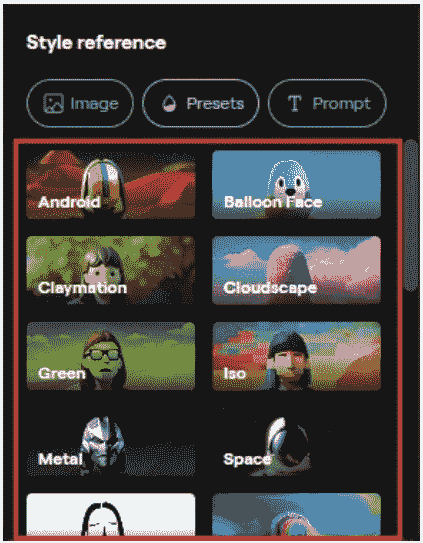 Style reference
Image Presets Prompt
Android Balloon Face
Claymation Cloudscape
Green Iso
Metal Space